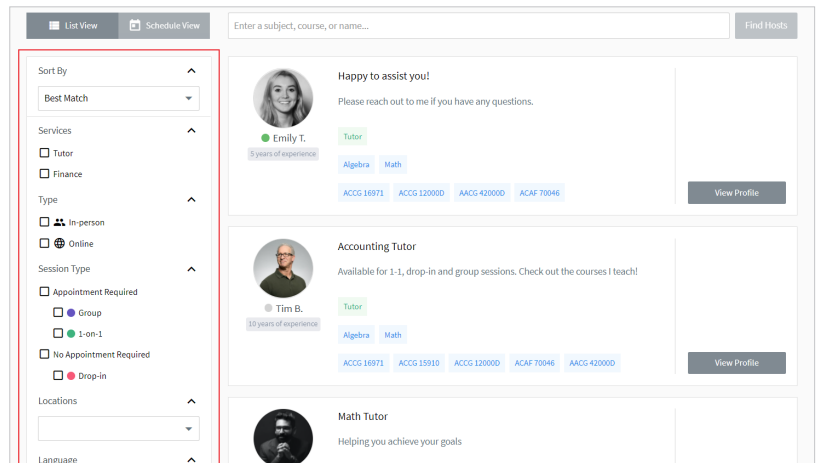 List View
Schedule View
Enter a subject, course, or name...
Find Hosts
Sort By
Best Match
Services
Tutor
Finance
Type
In-person
Online
Session Type
Appointment Required
Group
1-on-1
No Appointment Required
Drop-in
Locations
Language
Happy to assist you!
Please reach out to me if you have any questions.
Emily T.
5 years of experience
Tutor
Algebra Math
ACCG 16971 ACCG 12000D AACG 42000D ACAF 70046
View Profile
Accounting Tutor
Available for 1-1, drop-in and group sessions. Check out the courses I teach!
Tim B.
10 years of experience
Tutor
Algebra Math
ACCG 16971 ACCG 15910 ACCG 12000D ACAF 70046 AACG 42000D
View Profile
Math Tutor
Helping you achieve your goals